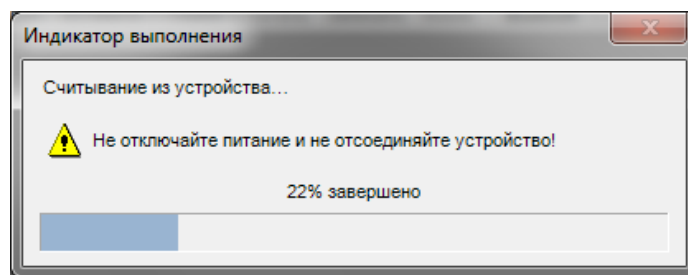 Индикатор выполнения
Считывание из устройства...
Не отключайте питание и не отсоединяйте устройство!
22% завершено